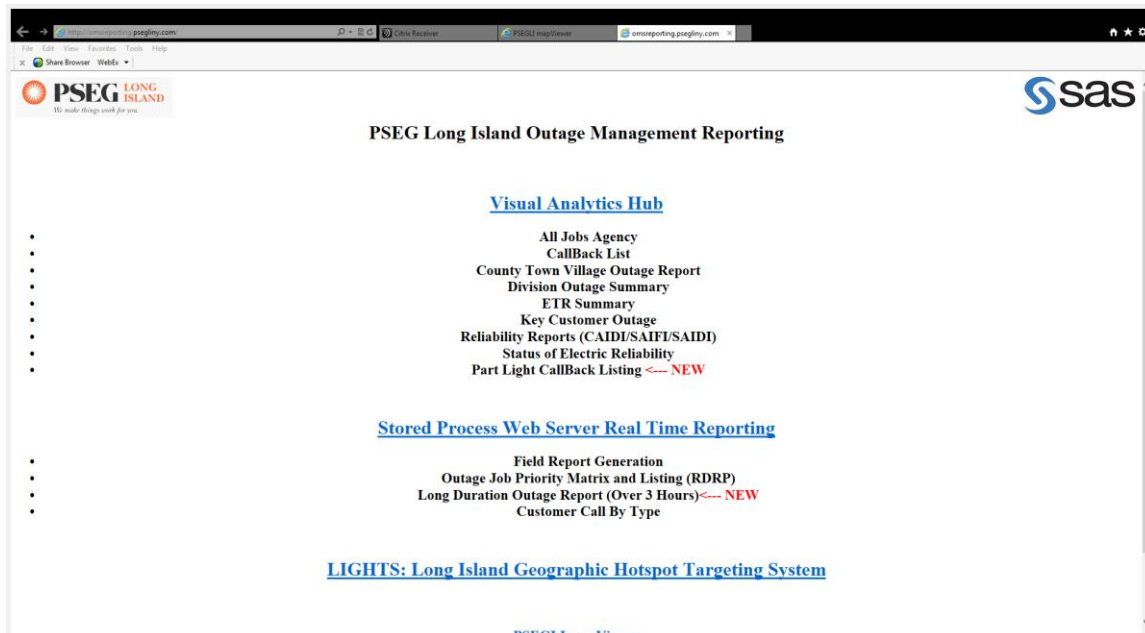 http://omsreporting.psegliny.com/
Citrix Receiver
PSEGLI mapViewer
omsreporting.psegliny.com
File Edit View Favorites Tools Help
Share Browser WebEx
PSEG LONG ISLAND
We make things work for you.
sas
PSEG Long Island Outage Management Reporting
Visual Analytics Hub
• All Jobs Agency
• CallBack List
• County Town Village Outage Report
• Division Outage Summary
• ETR Summary
• Key Customer Outage
• Reliability Reports (CAIDI/SAIFI/SAIDI)
• Status of Electric Reliability
• Part Light CallBack Listing <--- NEW
Stored Process Web Server Real Time Reporting
• Field Report Generation
• Outage Job Priority Matrix and Listing (RDRP)
• Long Duration Outage Report (Over 3 Hours)<--- NEW
• Customer Call By Type
LIGHTS: Long Island Geographic Hotspot Targeting System